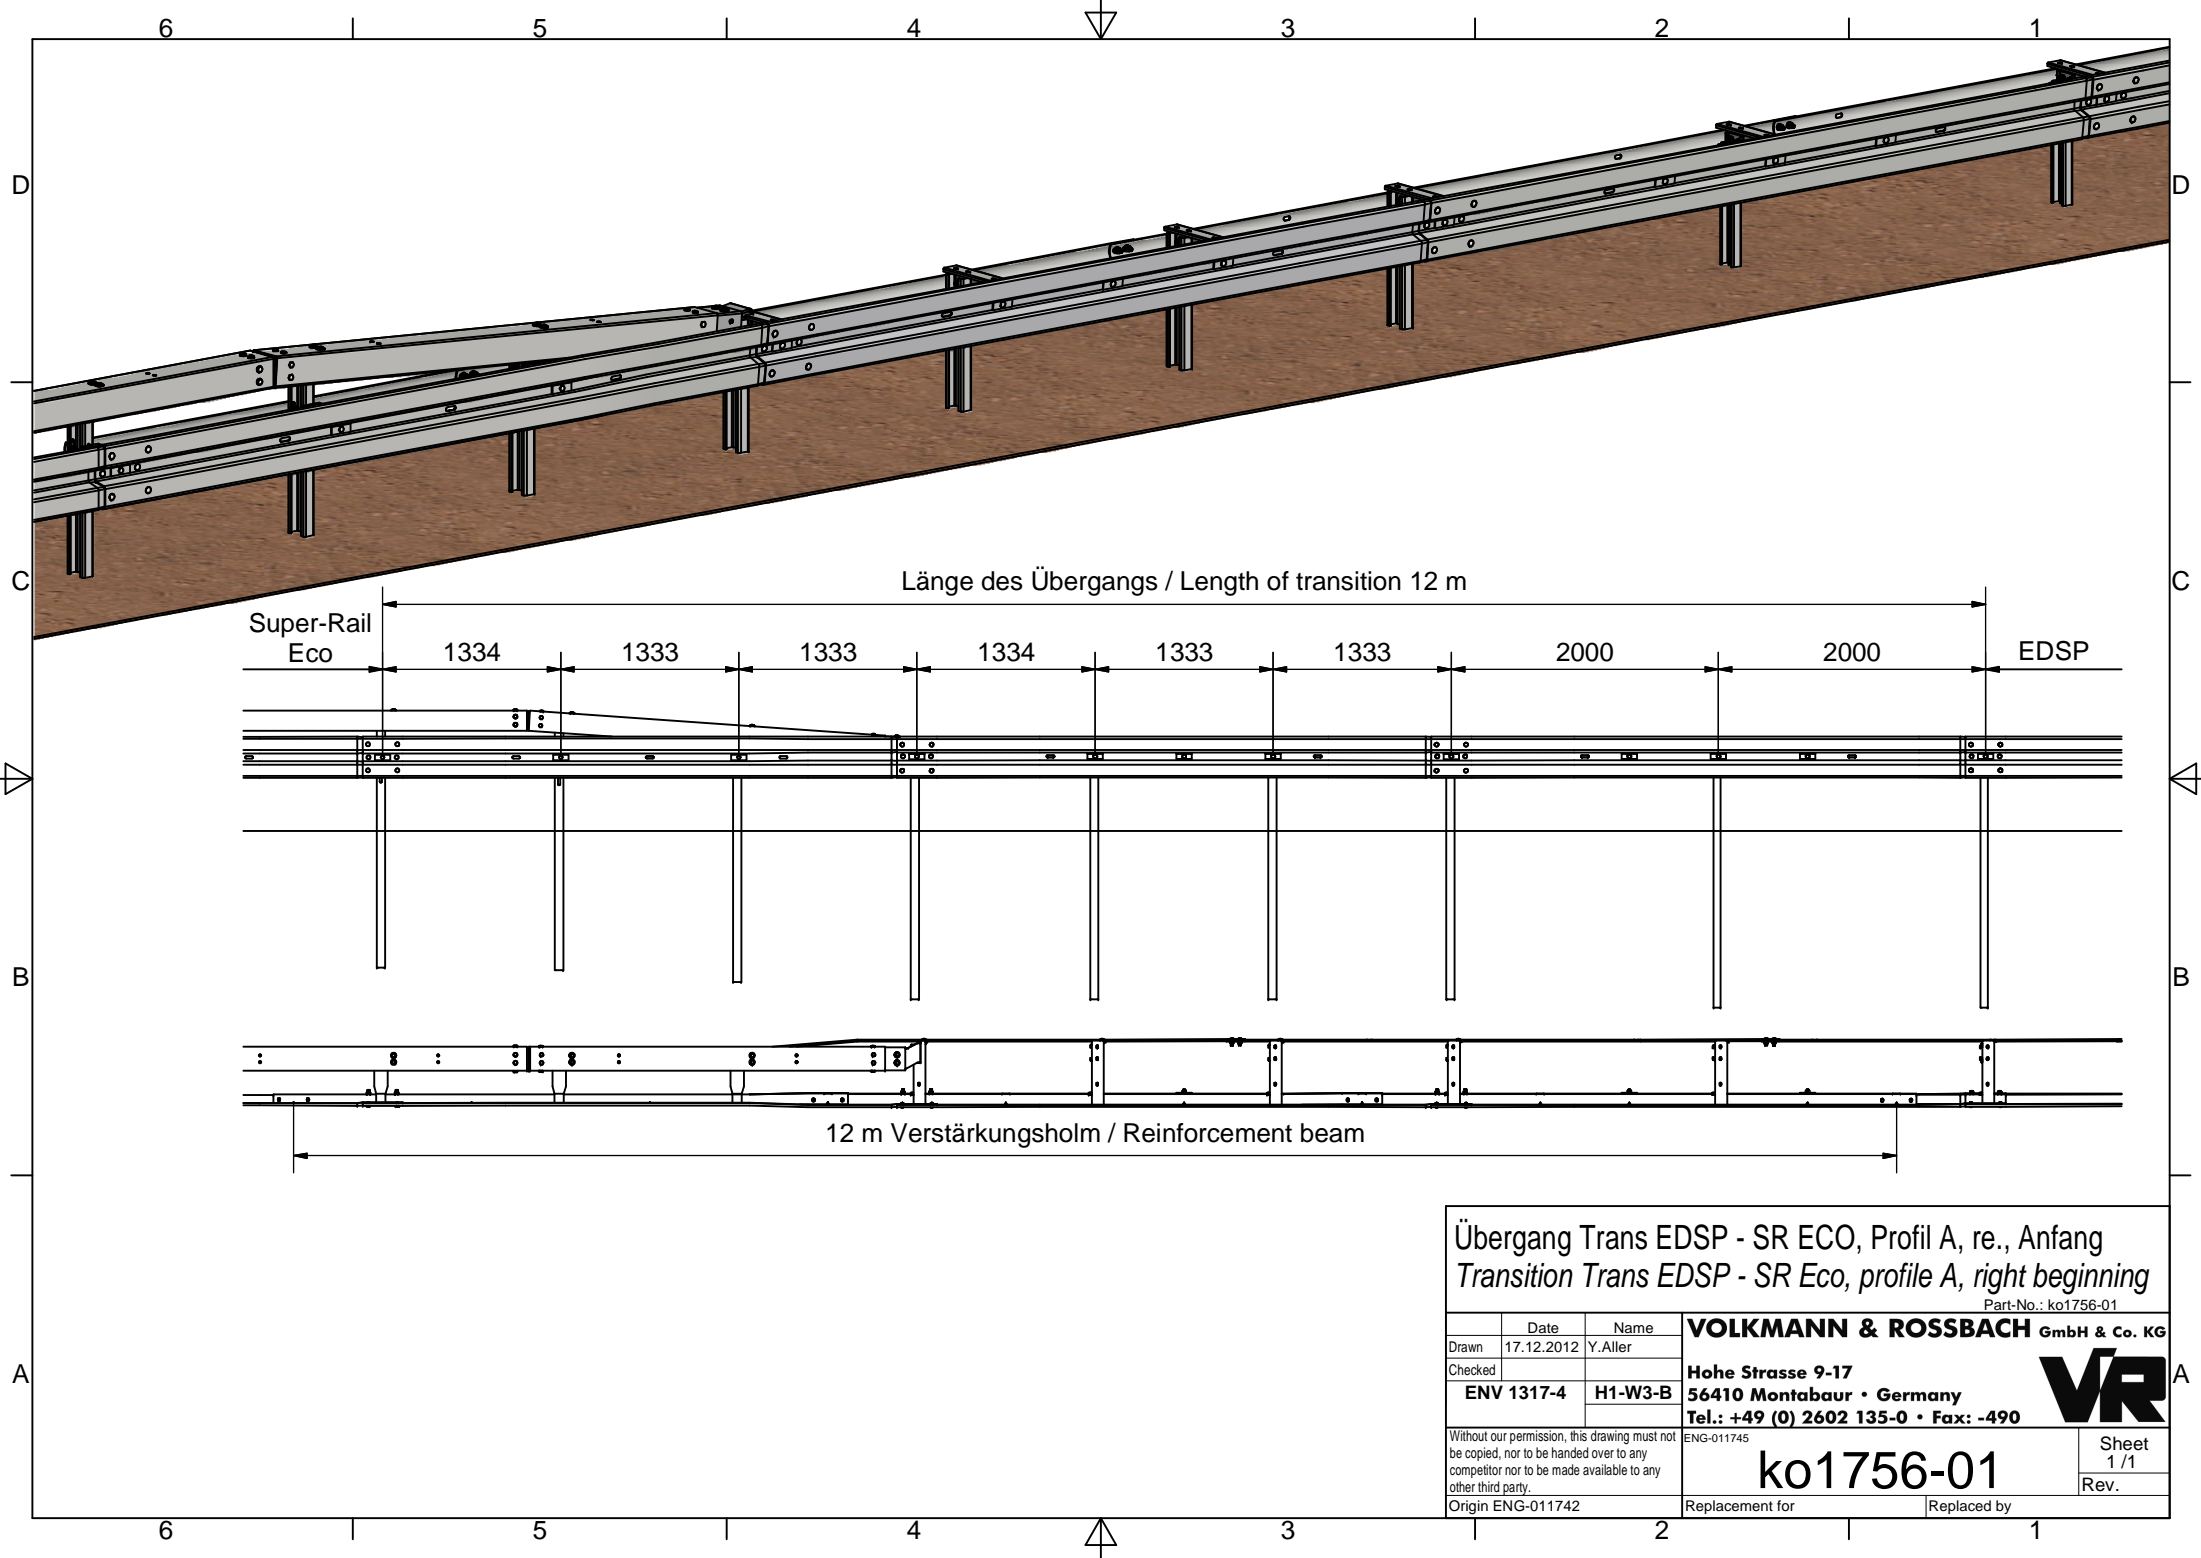 6 5 4 3 2 1
D D
Länge des Übergangs / Length of transition 12 m
C C
Super-Rail
Eco 1334 1333 1333 1334 1333 1333 2000 2000 EDSP
B B
12 m Verstärkungsholm / Reinforcement beam
Übergang Trans EDSP - SR ECO, Profil A, re., Anfang
Transition Trans EDSP - SR Eco, profile A, right beginning
Part-No.: ko1756-01
Date Name
Drawn 17.12.2012 Y.Aller
Checked
ENV 1317-4 H1-W3-B
VOLKMANN & ROSSBACH GmbH & Co. KG
Hohe Strasse 9-17
56410 Montabaur • Germany
Tel.: +49 (0) 2602 135-0 • Fax: -490
VR
A A
Without our permission, this drawing must not
be copied, nor to be handed over to any
competitor nor to be made available to any
other third party.
Origin ENG-011742
ENG-011745
ko1756-01
Sheet
1 /1
Rev.
Replacement for Replaced by
6 5 4 3 2 1